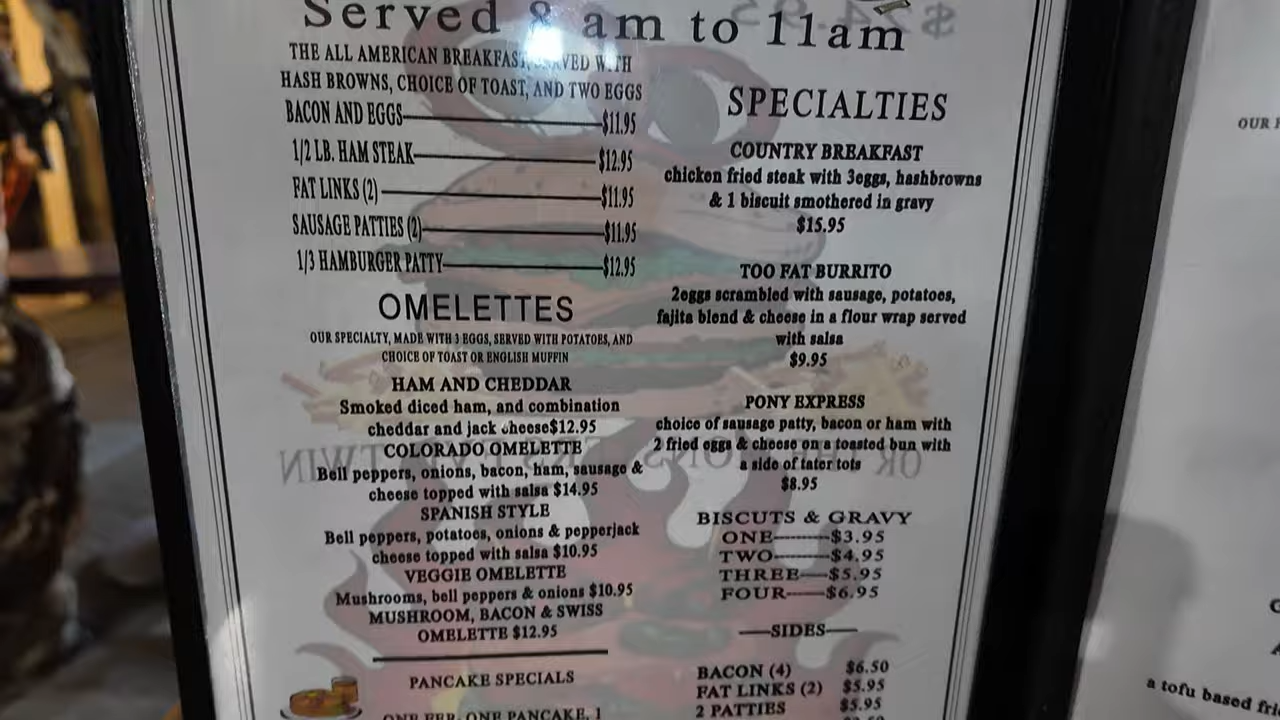 Served 8 am to 11am
THE ALL AMERICAN BREAKFAST, SERVED WITH
HASH BROWNS, CHOICE OF TOAST, AND TWO EGGS
BACON AND EGGS $11.95
1/2 LB. HAM STEAK $12.95
FAT LINKS (2) $11.95
SAUSAGE PATTIES (2) $11.95
1/3 HAMBURGER PATTY $12.95
OMELETTES
OUR SPECIALTY, MADE WITH 3 EGGS, SERVED WITH POTATOES, AND
CHOICE OF TOAST OR ENGLISH MUFFIN
HAM AND CHEDDAR
Smoked diced ham, and combination
cheddar and jack cheese$12.95
COLORADO OMELETTE
Bell peppers, onions, bacon, ham, sausage &
cheese topped with salsa $14.95
SPANISH STYLE
Bell peppers, potatoes, onions & pepperjack
cheese topped with salsa $10.95
VEGGIE OMELETTE
Mushrooms, bell peppers & onions $10.95
MUSHROOM, BACON & SWISS
OMELETTE $12.95
PANCAKE SPECIALS
ONE PANCAKE, 1
SPECIALTIES
COUNTRY BREAKFAST
chicken fried steak with 3eggs, hashbrowns
& 1 biscuit smothered in gravy
$15.95
TOO FAT BURRITO
2eggs scrambled with sausage, potatoes,
fajita blend & cheese in a flour wrap served
with salsa
$9.95
PONY EXPRESS
choice of sausage patty, bacon or ham with
2 fried eggs & cheese on a toasted bun with
a side of tater tots
$8.95
BISCUTS & GRAVY
ONE $3.95
TWO $4.95
THREE $5.95
FOUR $6.95
SIDES
BACON (4) $6.50
FAT LINKS (2) $5.95
2 PATTIES $5.95
OUR
a tofu based